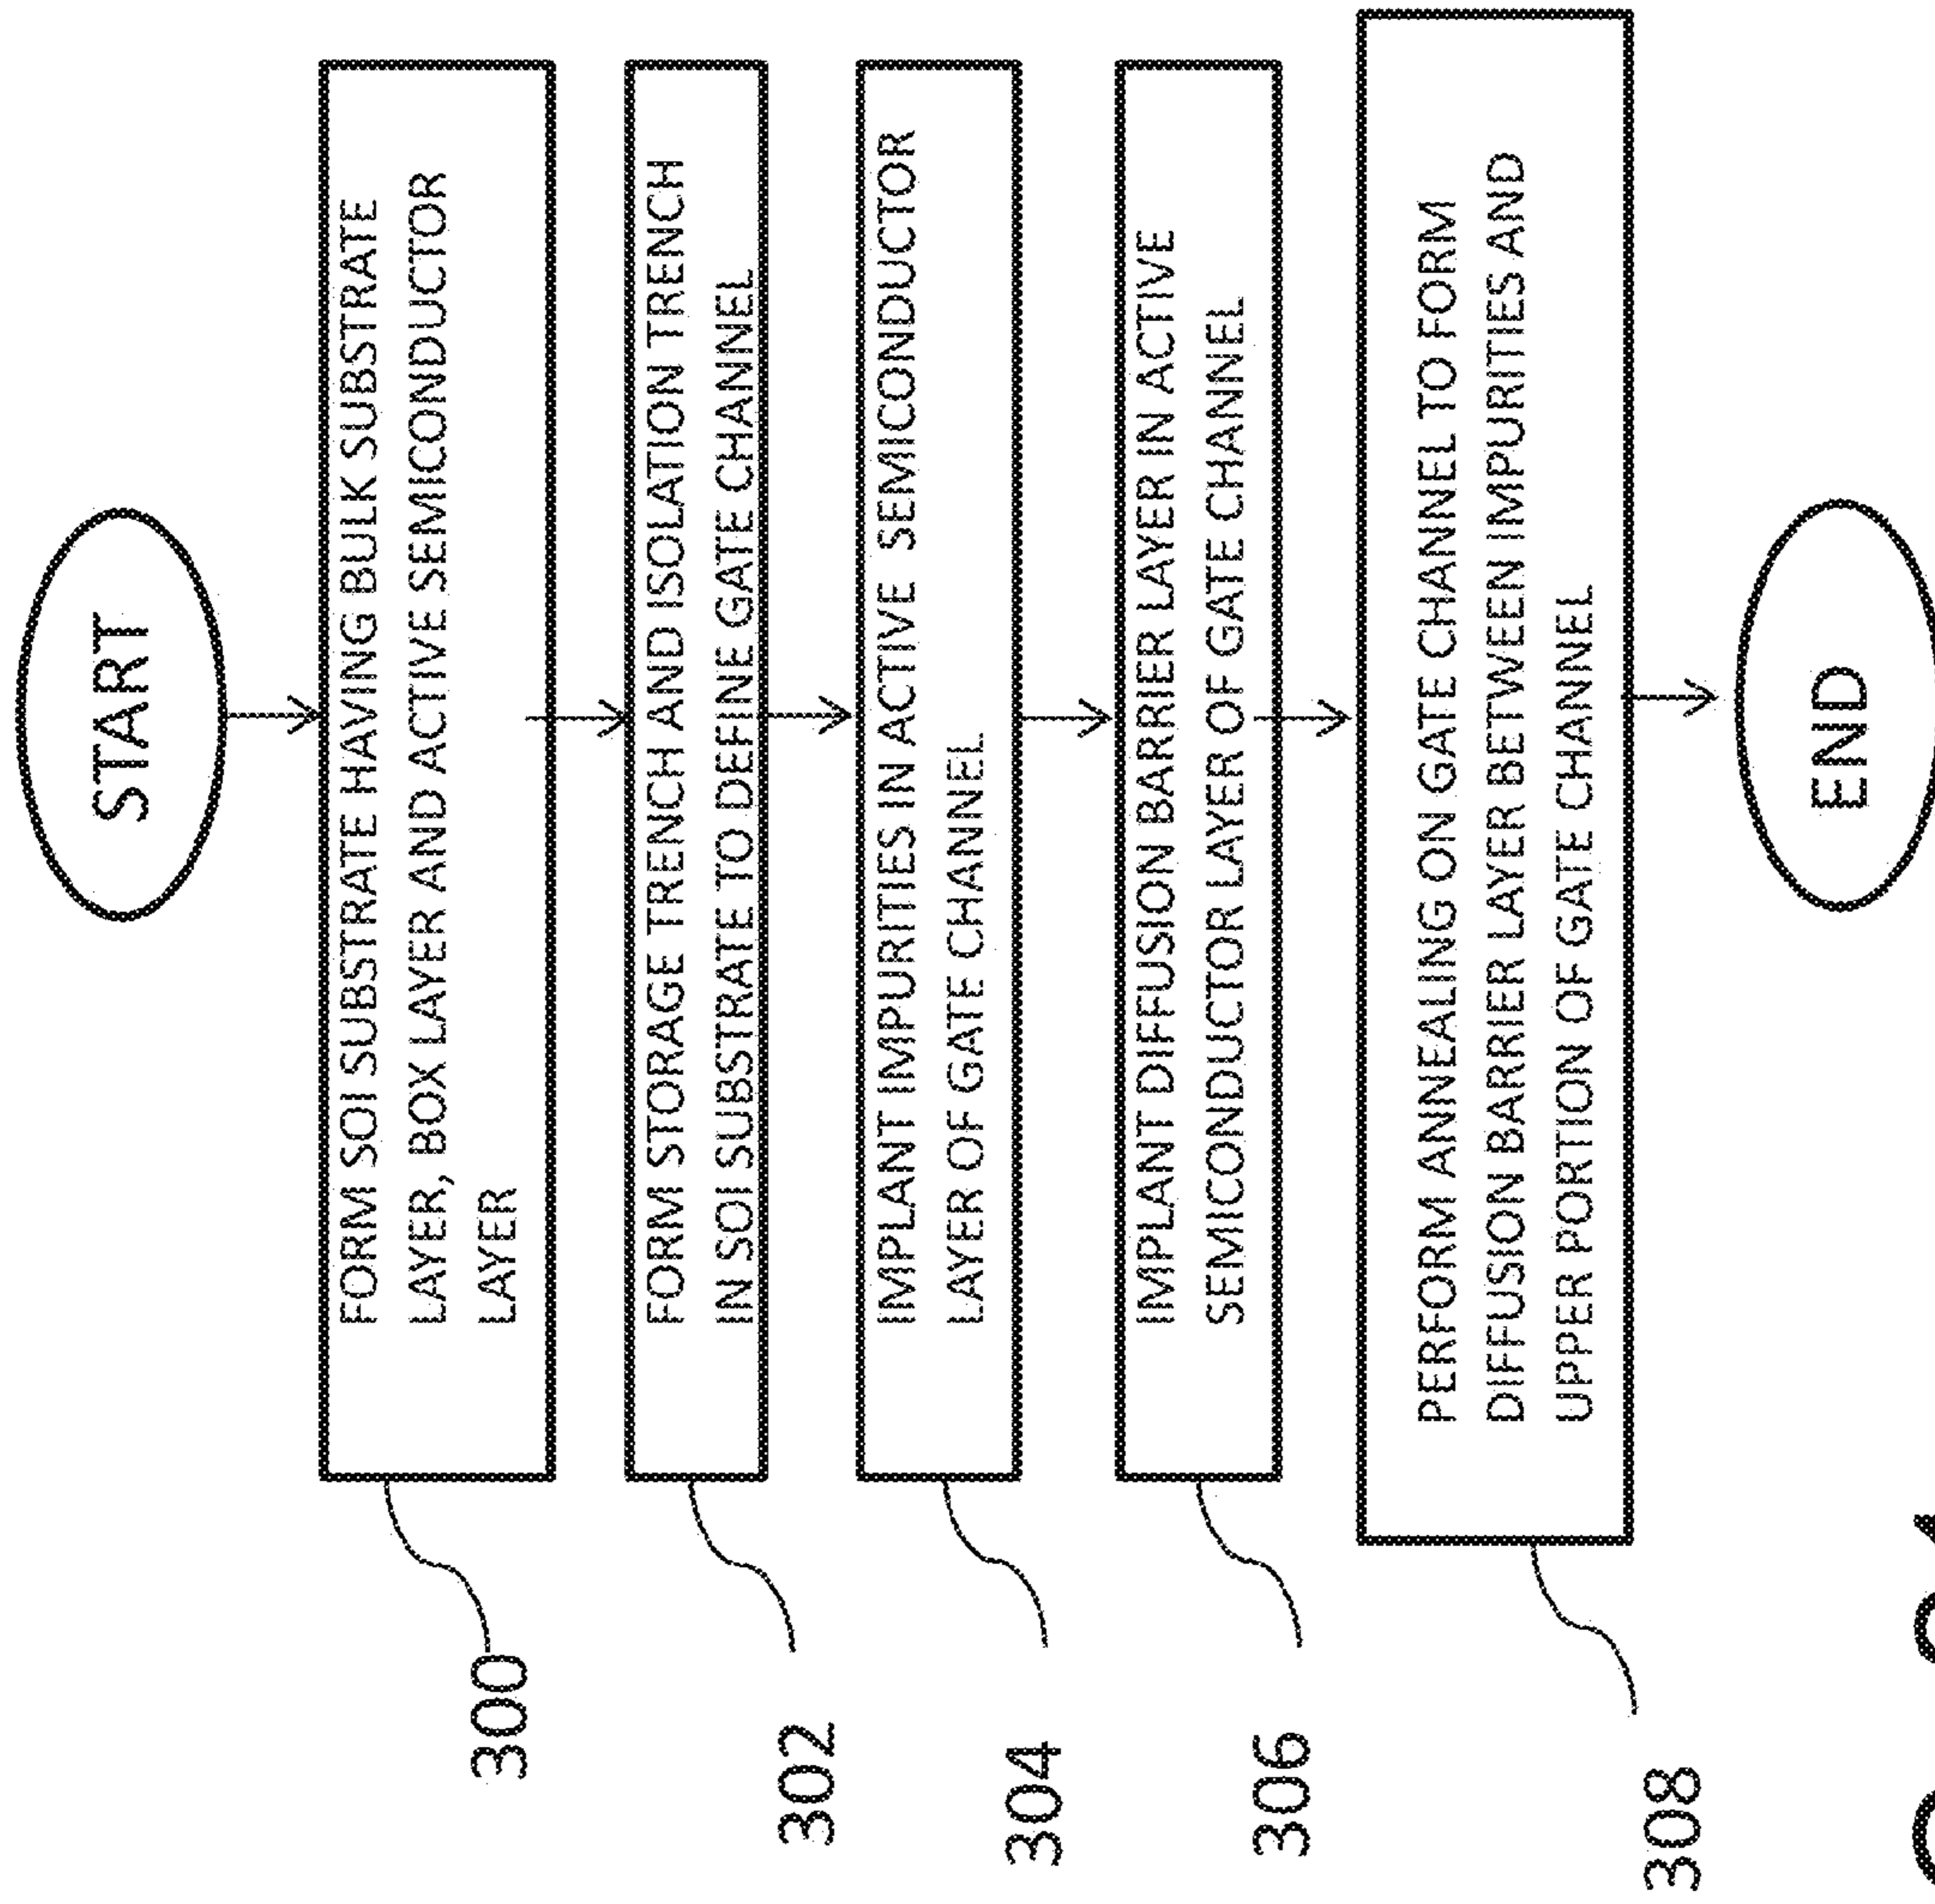 START
300
FORM SOI SUBSTRATE HAVING BULK SUBSTRATE
LAYER, BOX LAYER AND ACTIVE SEMICONDUCTOR
LAYER
302
FORM STORAGE TRENCH AND ISOLATION TRENCH
IN SOI SUBSTRATE TO DEFINE GATE CHANNEL
304
IMPLANT IMPURITIES IN ACTIVE SEMICONDUCTOR
LAYER OF GATE CHANNEL
306
IMPLANT DIFFUSION BARRIER LAYER IN ACTIVE
SEMICONDUCTOR LAYER OF GATE CHANNEL
308
PERFORM ANNEALING ON GATE CHANNEL TO FORM
DIFFUSION BARRIER LAYER BETWEEN IMPURITIES AND
UPPER PORTION OF GATE CHANNEL
END